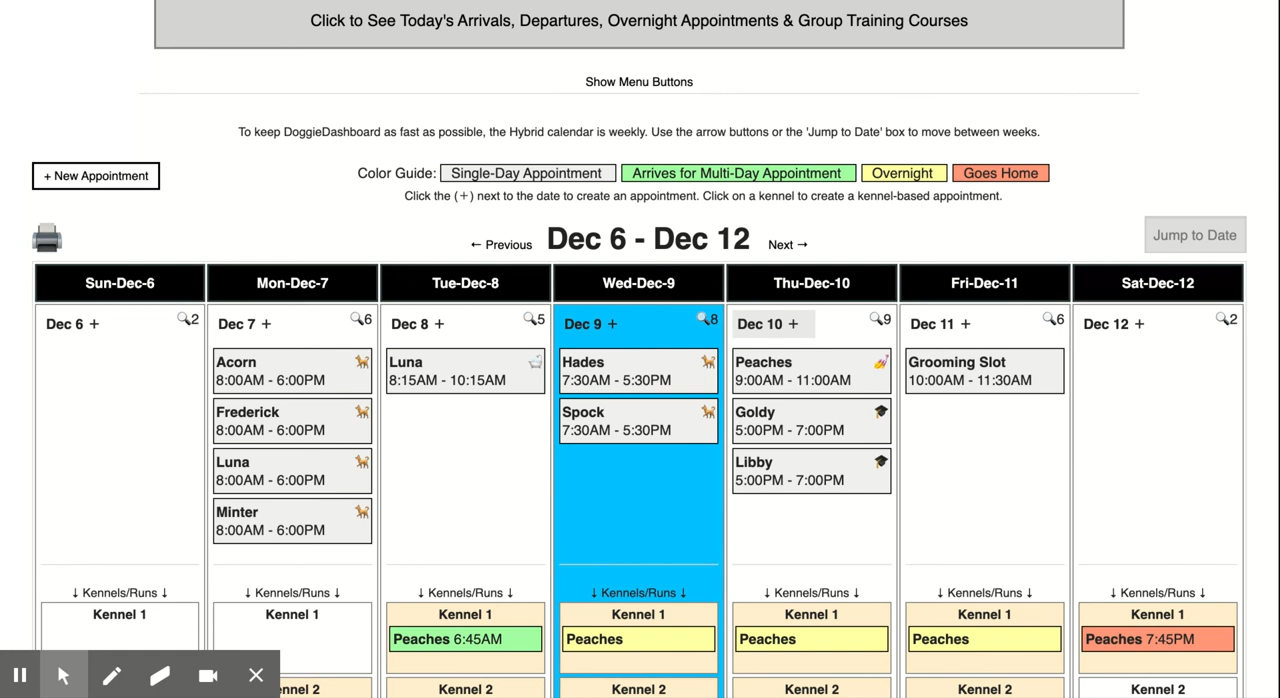 Click to See Today's Arrivals, Departures, Overnight Appointments & Group Training Courses
Show Menu Buttons
To keep DoggieDashboard as fast as possible, the Hybrid calendar is weekly. Use the arrow buttons or the 'Jump to Date' box to move between weeks.
+ New Appointment
Color Guide: Single-Day Appointment Arrives for Multi-Day Appointment Overnight Goes Home
Click the (+) next to the date to create an appointment. Click on a kennel to create a kennel-based appointment.
← Previous Dec 6 - Dec 12 Next →
Jump to Date
Sun-Dec-6 Mon-Dec-7 Tue-Dec-8 Wed-Dec-9 Thu-Dec-10 Fri-Dec-11 Sat-Dec-12
Dec 6 + 2 Dec 7 + 6 Dec 8 + 5 Dec 9 + 8 Dec 10 + 9 Dec 11 + 6 Dec 12 + 2
Acorn Luna Hades Peaches Grooming Slot
8:00AM - 6:00PM 8:15AM - 10:15AM 7:30AM - 5:30PM 9:00AM - 11:00AM 10:00AM - 11:30AM
Frederick Spock Goldy
8:00AM - 6:00PM 7:30AM - 5:30PM 5:00PM - 7:00PM
Luna Libby
8:00AM - 6:00PM 5:00PM - 7:00PM
Minter
8:00AM - 6:00PM
↓ Kennels/Runs ↓ ↓ Kennels/Runs ↓ ↓ Kennels/Runs ↓ ↓ Kennels/Runs ↓ ↓ Kennels/Runs ↓ ↓ Kennels/Runs ↓ ↓ Kennels/Runs ↓
Kennel 1 Kennel 1 Kennel 1 Kennel 1 Kennel 1 Kennel 1 Kennel 1
Peaches 6:45AM Peaches Peaches Peaches Peaches 7:45PM
nnel 2 Kennel 2 Kennel 2 Kennel 2 Kennel 2 Kennel 2